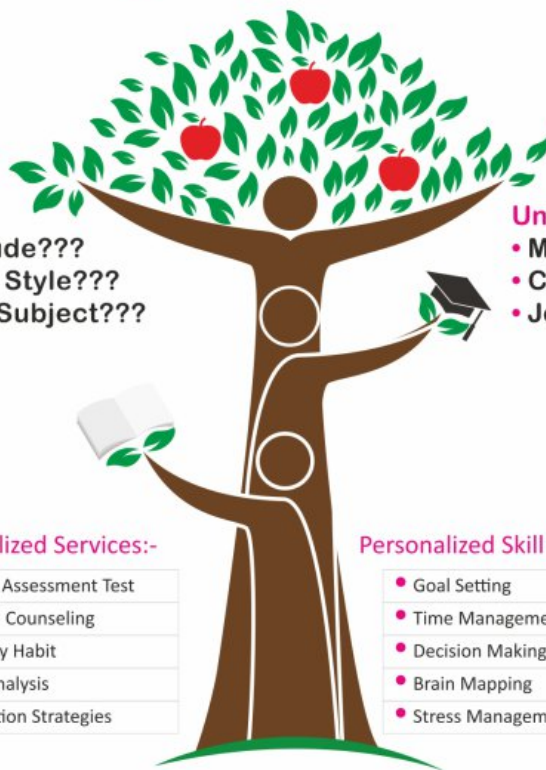 ude???
Style???
Subject???
Un
• M
• C
• Jo
lized Services:-
Assessment Test
Counseling
y Habit
nalysis
tion Strategies
Personalized Skill
• Goal Setting
• Time Manageme
• Decision Making
• Brain Mapping
• Stress Managem